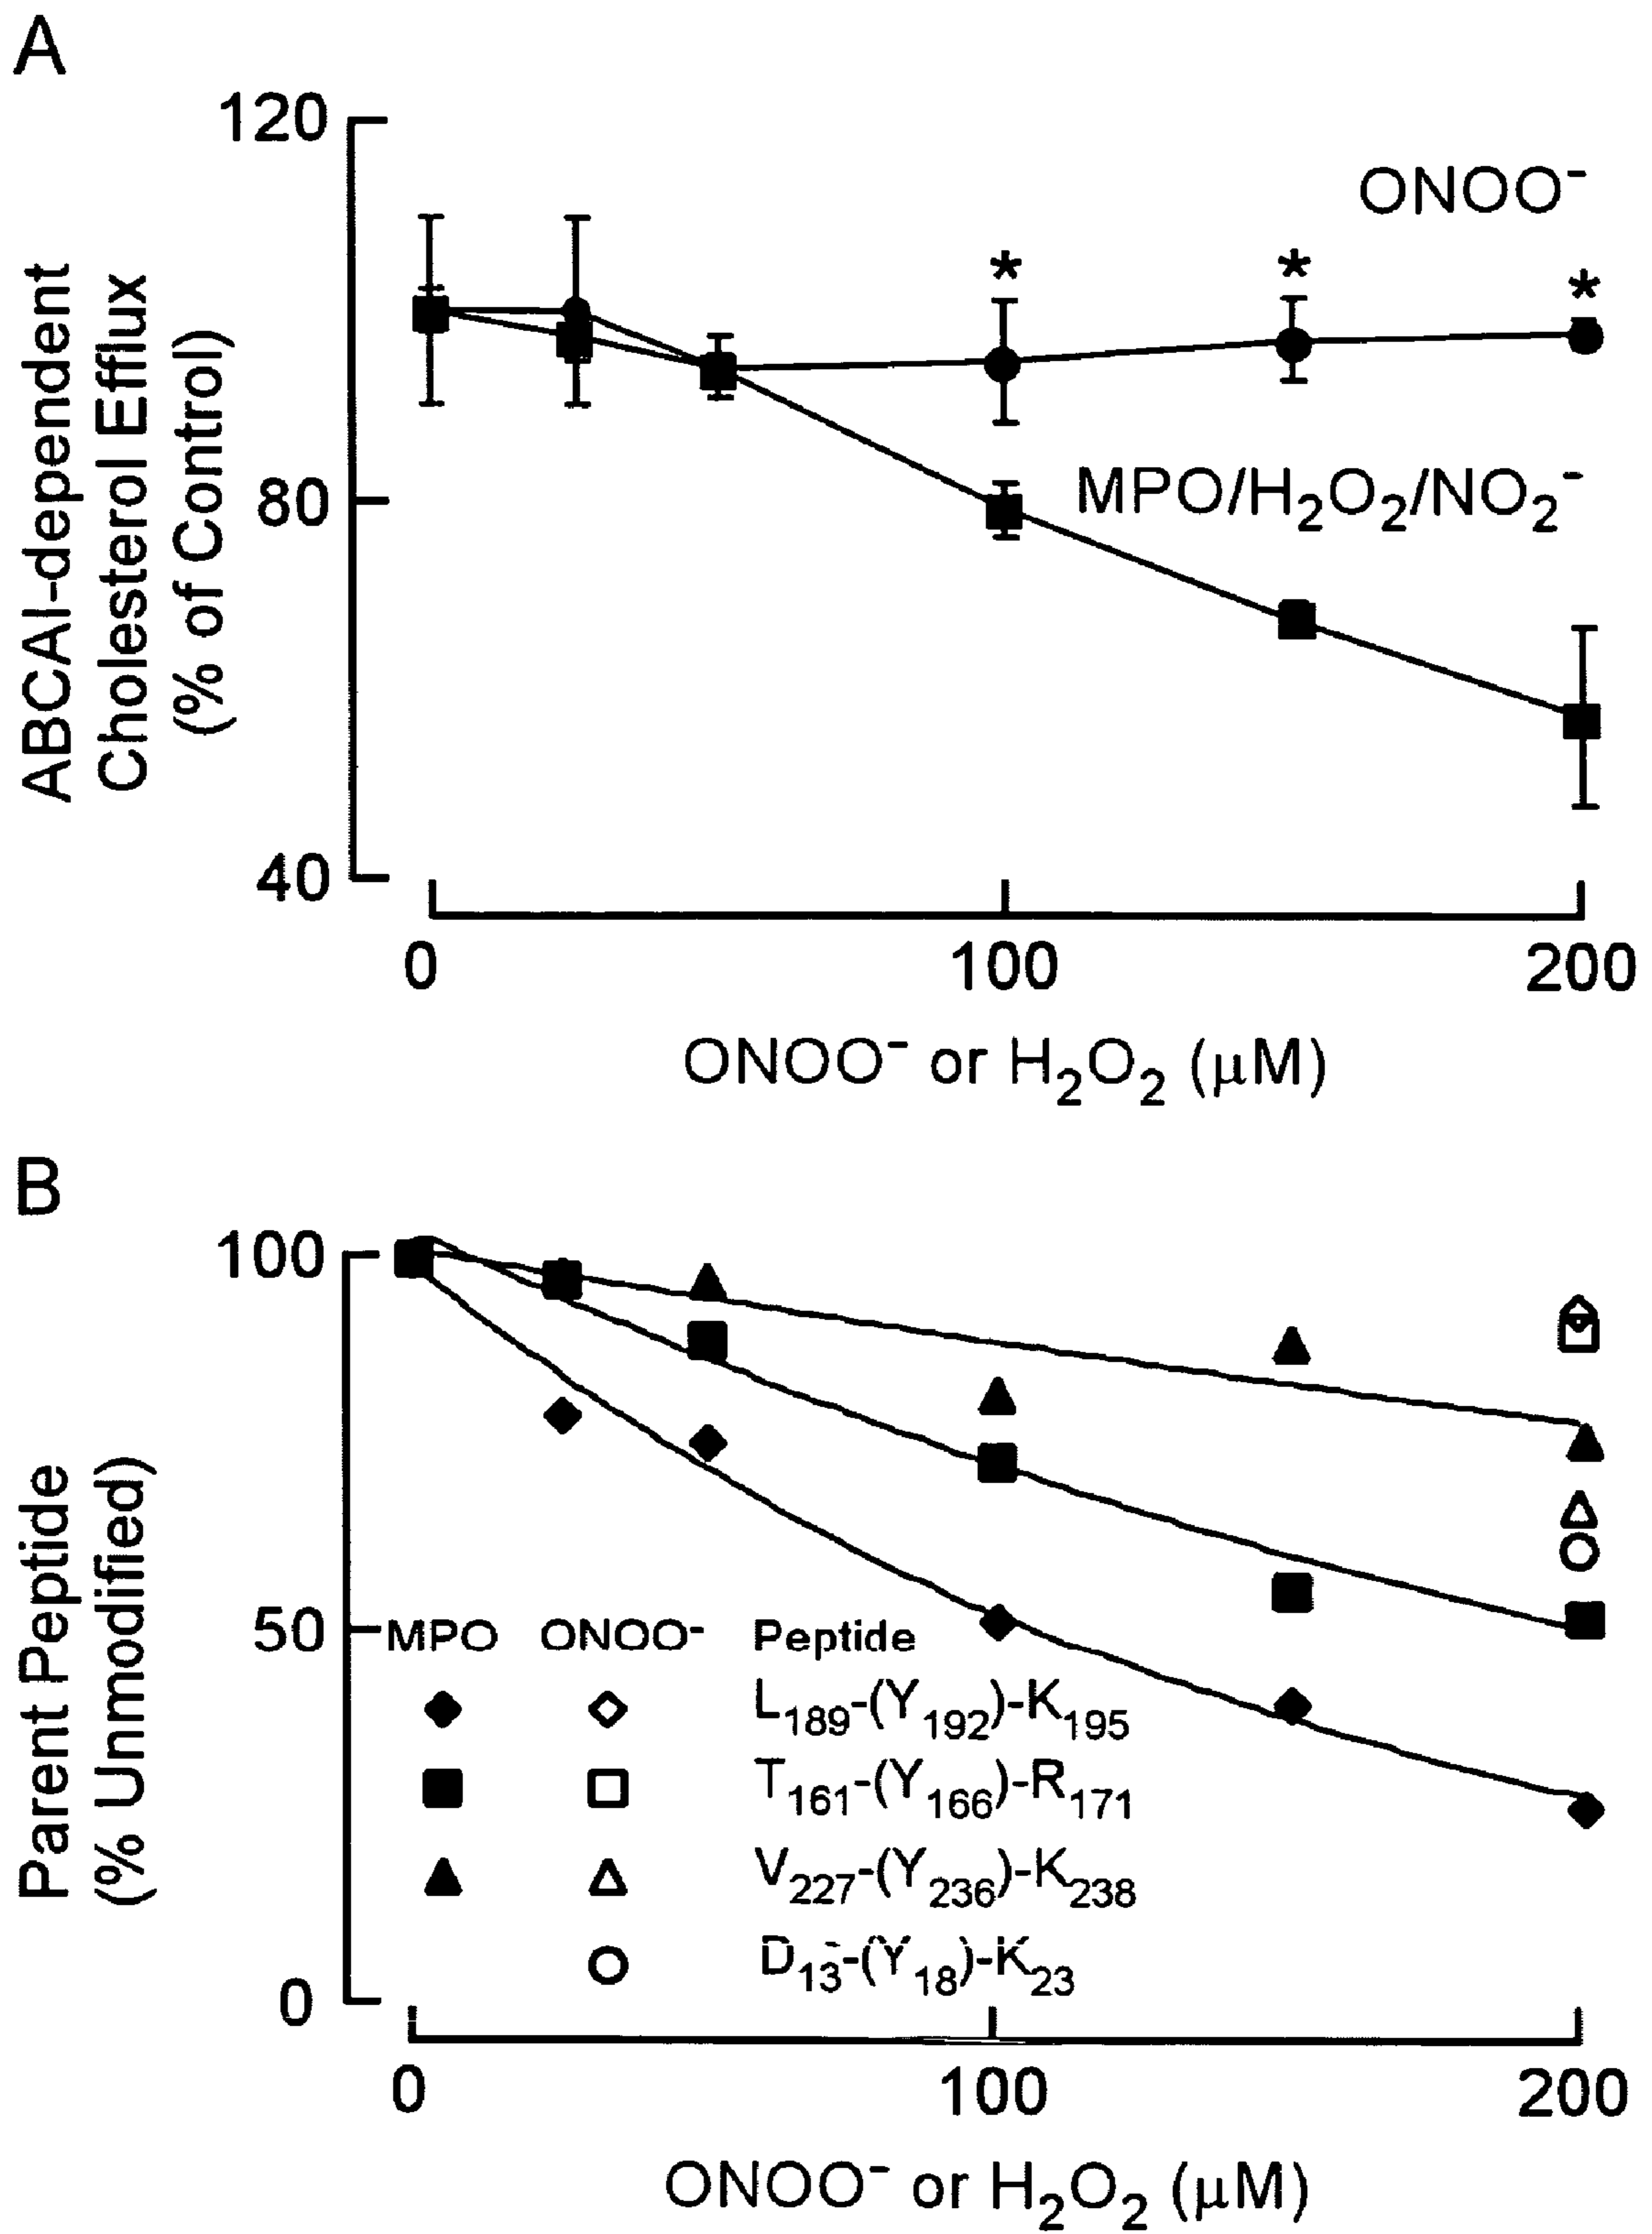 A
120
80
40
ABCAI-dependent
Cholesterol Efflux
(% of Control)
ONOO⁻
*
*
*
MPO/H₂O₂/NO₂⁻
0
100
200
ONOO⁻ or H₂O₂ (μM)
B
100
50
0
Parent Peptide
(% Unmodified)
MPO ONOO⁻ Peptide
L₁₈₉-(Y₁₉₂)-K₁₉₅
T₁₆₁-(Y₁₆₆)-R₁₇₁
V₂₂₇-(Y₂₃₆)-K₂₃₈
D₁₃-(Y₁₈)-K₂₃
0
100
200
ONOO⁻ or H₂O₂ (μM)